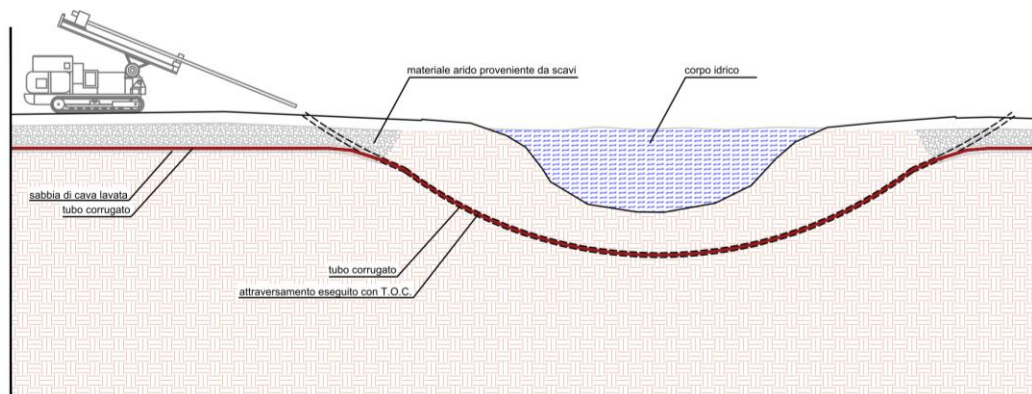 materiale arido proveniente da scavi
corpo idrico
sabbia di cava lavata
tubo corrugato
tubo corrugato
attraversamento eseguito con T.O.C.